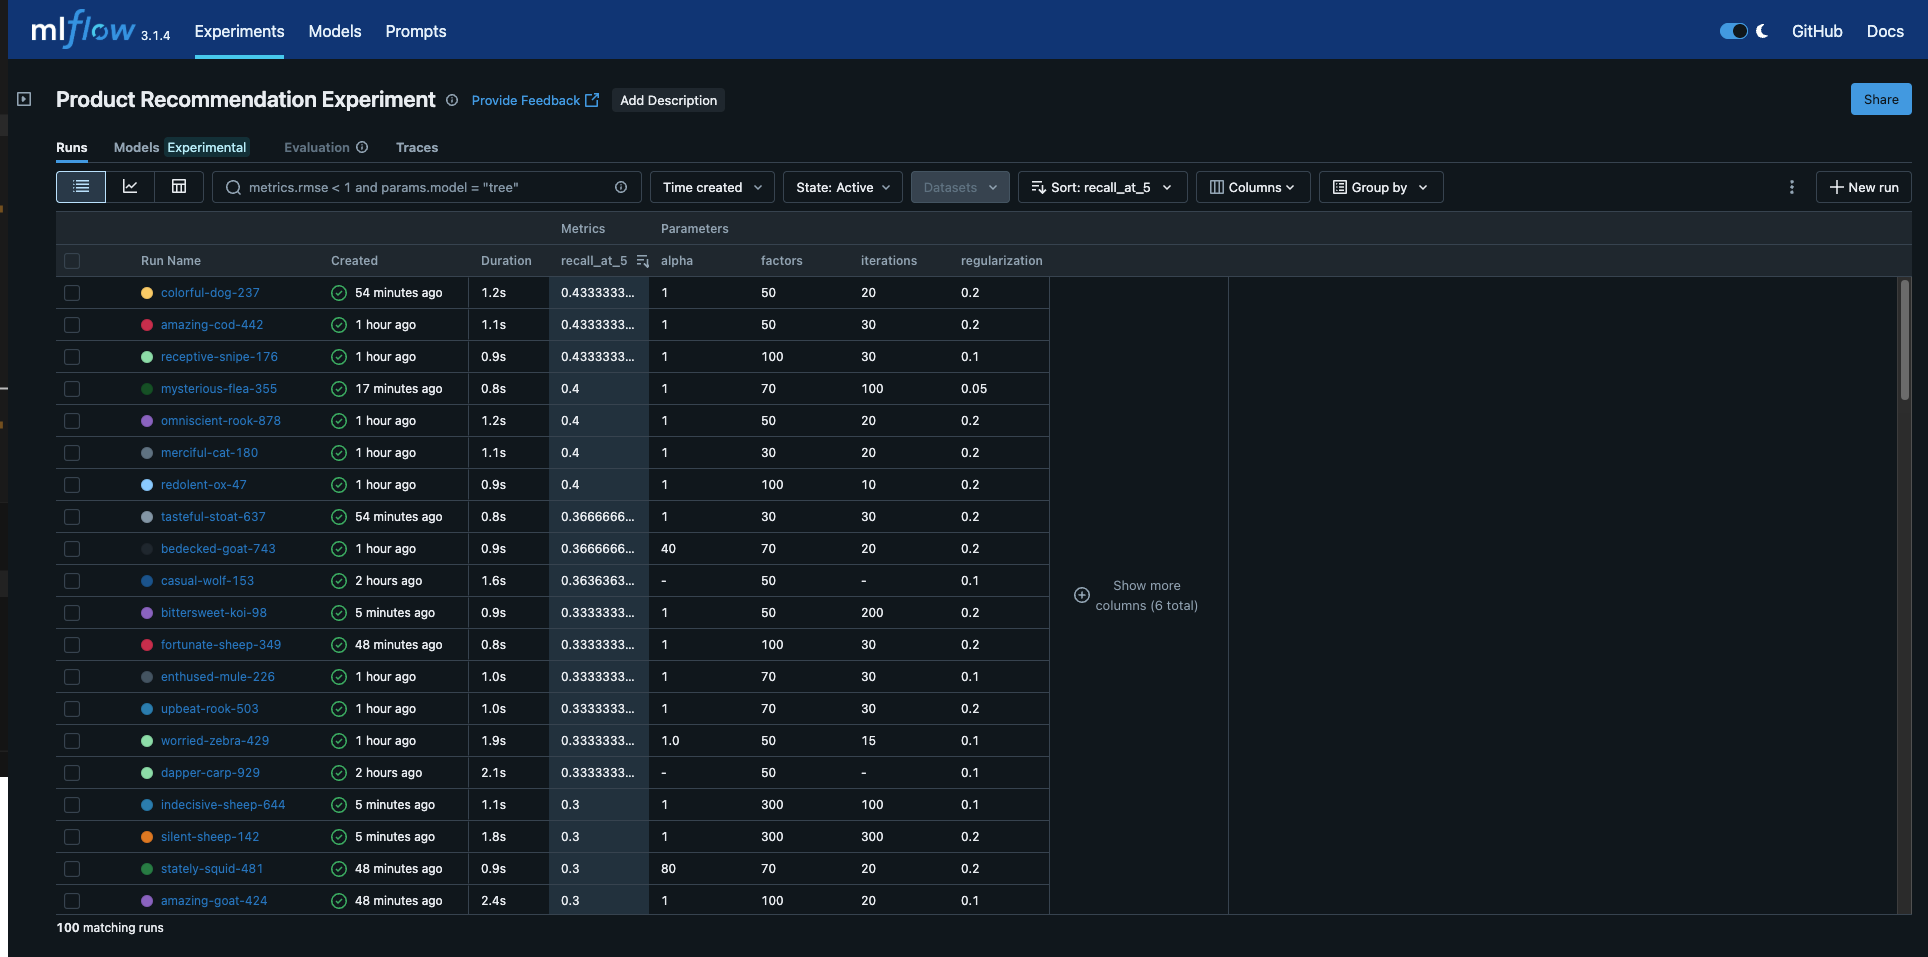 mlflow 3.1.4 Experiments Models Prompts GitHub Docs
Product Recommendation Experiment Provide Feedback Add Description Share
Runs Models Experimental Evaluation Traces
metrics.rmse < 1 and params.model = "tree" Time created State: Active Datasets Sort: recall_at_5 Columns Group by New run
Metrics Parameters
Run Name Created Duration recall_at_5 alpha factors iterations regularization
colorful-dog-237 54 minutes ago 1.2s 0.4333333... 1 50 20 0.2
amazing-cod-442 1 hour ago 1.1s 0.4333333... 1 50 30 0.2
receptive-snipe-176 1 hour ago 0.9s 0.4333333... 1 100 30 0.1
mysterious-flea-355 17 minutes ago 0.8s 0.4 1 70 100 0.05
omniscient-rook-878 1 hour ago 1.2s 0.4 1 50 20 0.2
merciful-cat-180 1 hour ago 1.1s 0.4 1 30 20 0.2
redolent-ox-47 1 hour ago 0.9s 0.4 1 100 10 0.2
tasteful-stoat-637 54 minutes ago 0.8s 0.3666666... 1 30 30 0.2
bedecked-goat-743 1 hour ago 0.9s 0.3666666... 40 70 20 0.2
casual-wolf-153 2 hours ago 1.6s 0.3636363... - 50 - 0.1
bittersweet-koi-98 5 minutes ago 0.9s 0.3333333... 1 50 200 0.2
fortunate-sheep-349 48 minutes ago 0.8s 0.3333333... 1 100 30 0.2
enthused-mule-226 1 hour ago 1.0s 0.3333333... 1 70 30 0.1
upbeat-rook-503 1 hour ago 1.0s 0.3333333... 1 70 30 0.2
worried-zebra-429 1 hour ago 1.9s 0.3333333... 1.0 50 15 0.1
dapper-carp-929 2 hours ago 2.1s 0.3333333... - 50 - 0.1
indecisive-sheep-644 5 minutes ago 1.1s 0.3 1 300 100 0.1
silent-sheep-142 5 minutes ago 1.8s 0.3 1 300 300 0.2
stately-squid-481 48 minutes ago 0.9s 0.3 80 70 20 0.2
amazing-goat-424 48 minutes ago 2.4s 0.3 1 100 20 0.1
Show more
columns (6 total)
100 matching runs